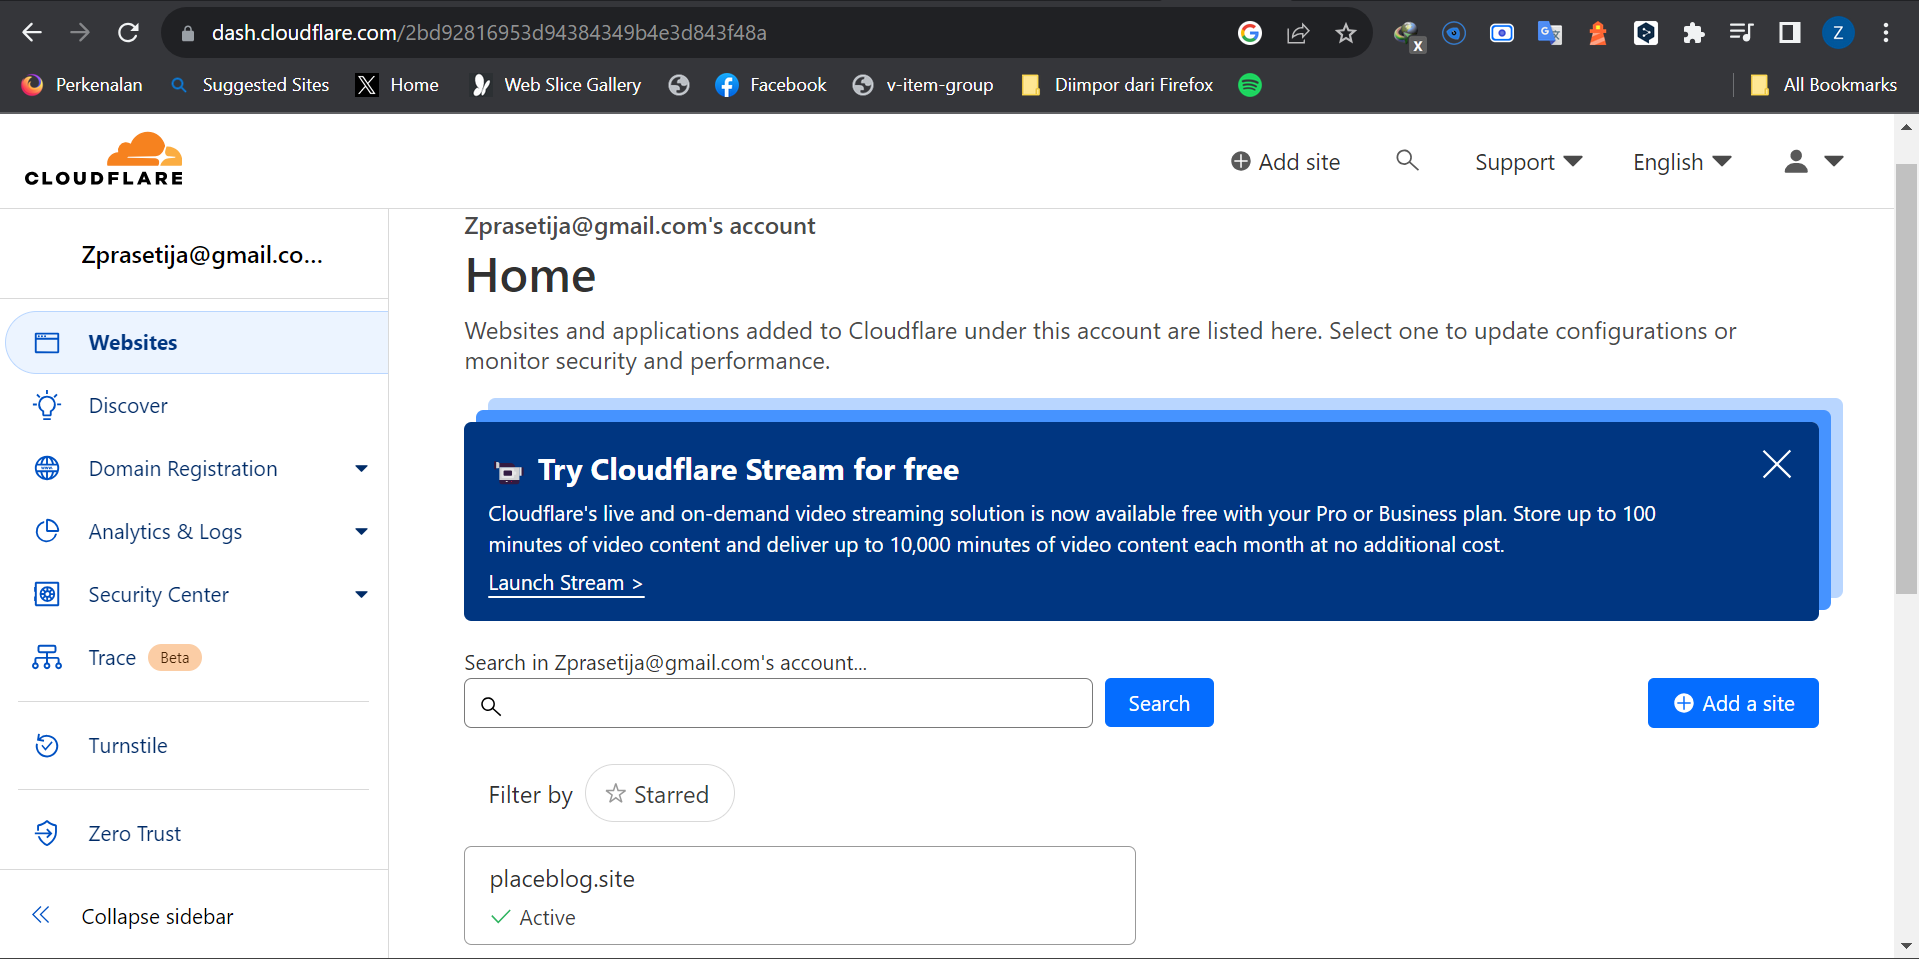 dash.cloudflare.com/2bd92816953d94384349b4e3d843f48a
X
Z
Perkenalan
Suggested Sites
Home
Web Slice Gallery
Facebook
v-item-group
Diimpor dari Firefox
All Bookmarks
CLOUDFLARE
Add site
Support
English
Zprasetija@gmail.co...
Websites
Discover
Domain Registration
Analytics & Logs
Security Center
Trace Beta
Turnstile
Zero Trust
Collapse sidebar
Zprasetija@gmail.com's account
Home
Websites and applications added to Cloudflare under this account are listed here. Select one to update configurations or
monitor security and performance.
Try Cloudflare Stream for free
Cloudflare's live and on-demand video streaming solution is now available free with your Pro or Business plan. Store up to 100
minutes of video content and deliver up to 10,000 minutes of video content each month at no additional cost.
Launch Stream >
Search in Zprasetija@gmail.com's account...
Search
Add a site
Filter by
Starred
placeblog.site
Active